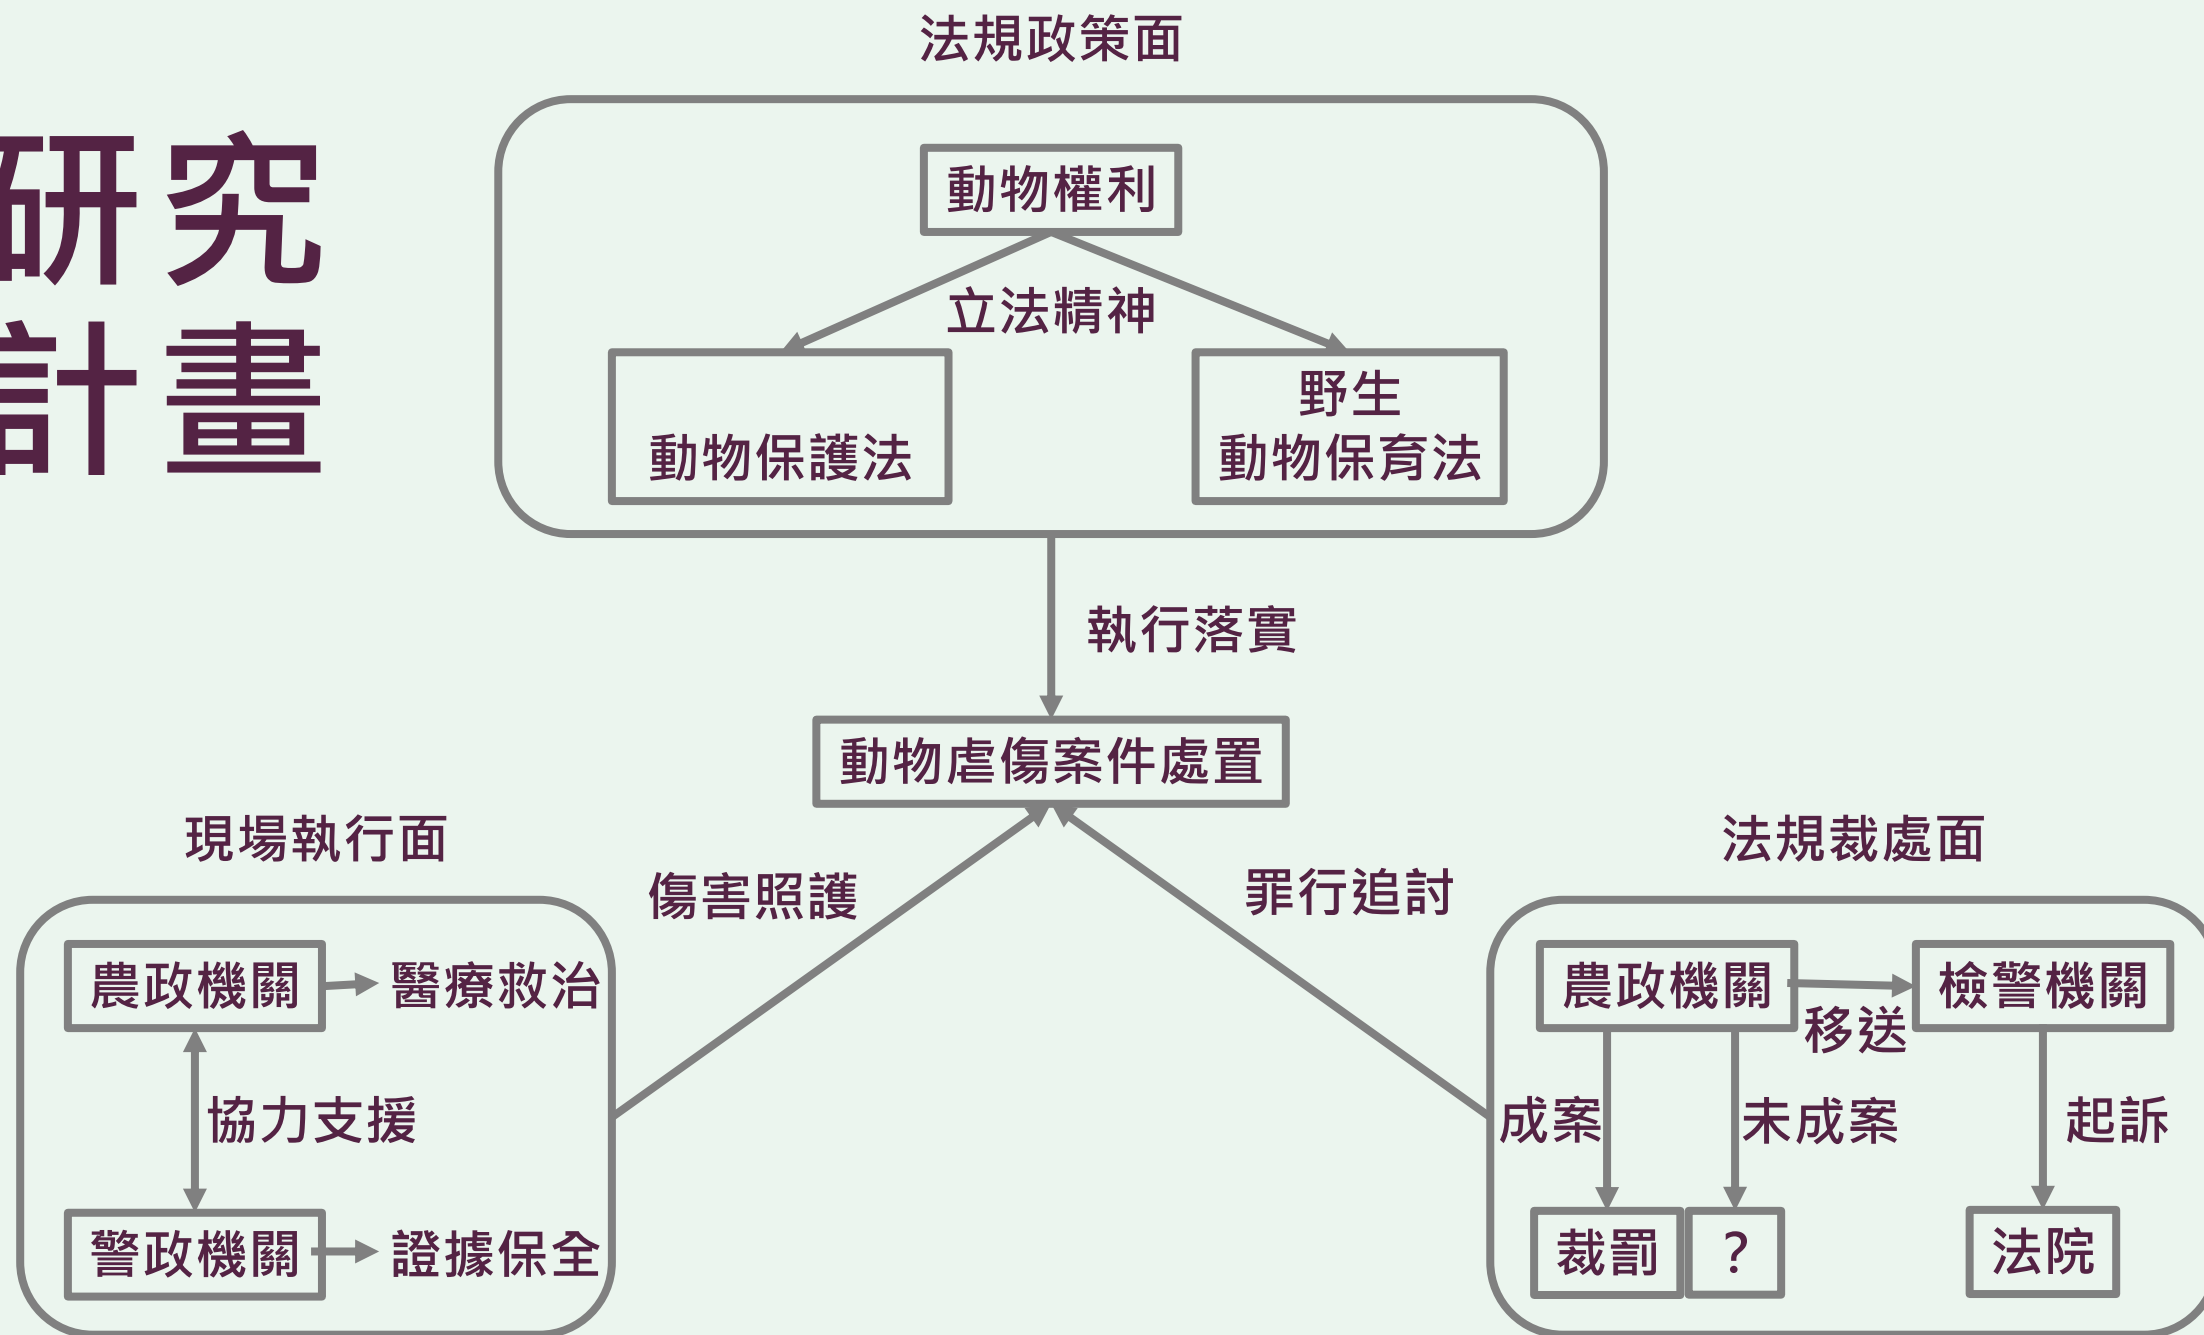 法規政策面
研究
計畫
動物權利
立法精神
動物保護法
野生
動物保育法
執行落實
動物虐傷案件處置
現場執行面
傷害照護
罪行追討
法規裁處面
農政機關
醫療救治
協力支援
警政機關
證據保全
農政機關
移送
檢警機關
成案
未成案
起訴
裁罰
?
法院